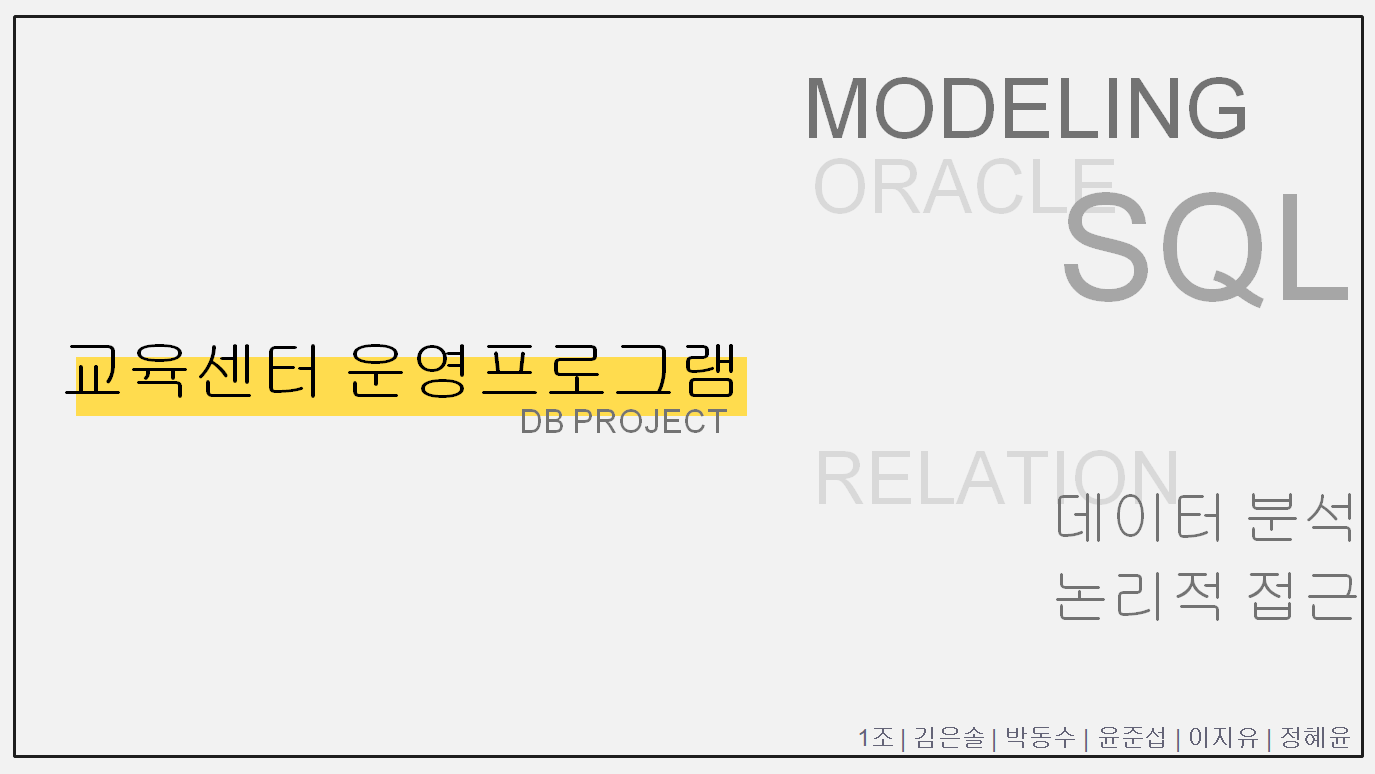 MODELING
ORACLE
SQL
교육센터 운영프로그램
DB PROJECT
RELATION
데이터 분석
논리적 접근
1조 | 김은솔 | 박동수 | 윤준섭 | 이지유 | 정혜윤